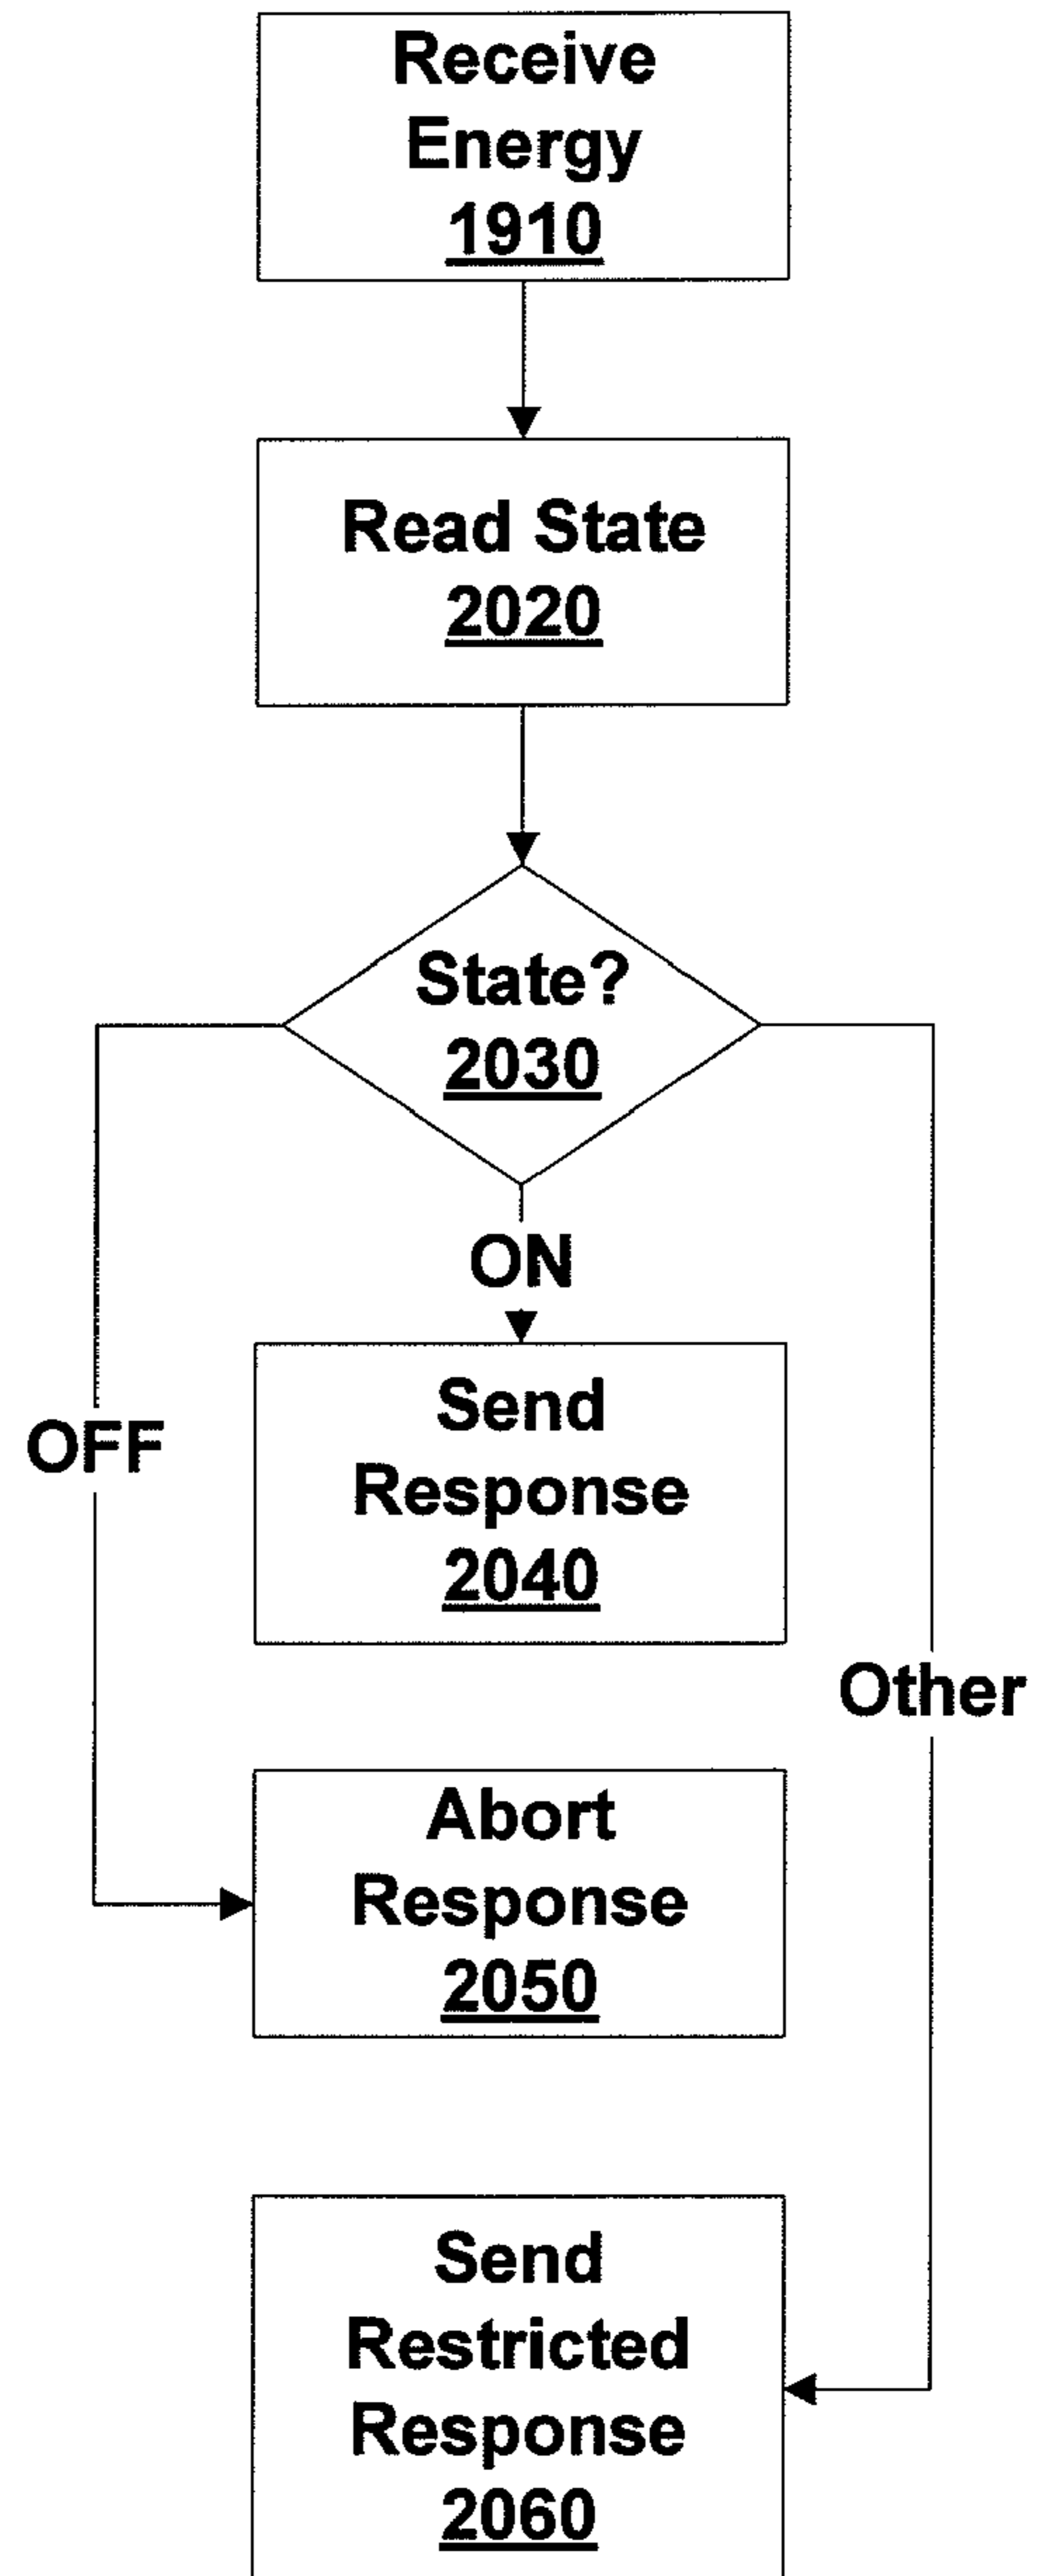 Receive
Energy
1910
Read State
2020
State?
2030
ON
Send
Response
2040
OFF
Other
Abort
Response
2050
Send
Restricted
Response
2060